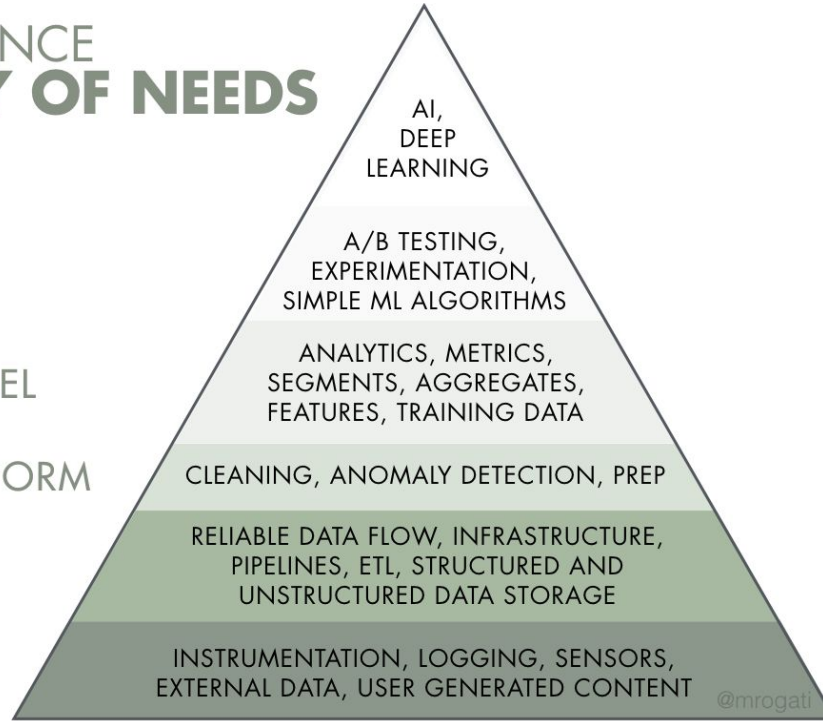 NCE
Y OF NEEDS
AI,
DEEP
LEARNING
A/B TESTING,
EXPERIMENTATION,
SIMPLE ML ALGORITHMS
ANALYTICS, METRICS,
SEGMENTS, AGGREGATES,
FEATURES, TRAINING DATA
EL
CLEANING, ANOMALY DETECTION, PREP
ORM
RELIABLE DATA FLOW, INFRASTRUCTURE,
PIPELINES, ETL, STRUCTURED AND
UNSTRUCTURED DATA STORAGE
INSTRUMENTATION, LOGGING, SENSORS,
EXTERNAL DATA, USER GENERATED CONTENT
@mrogati